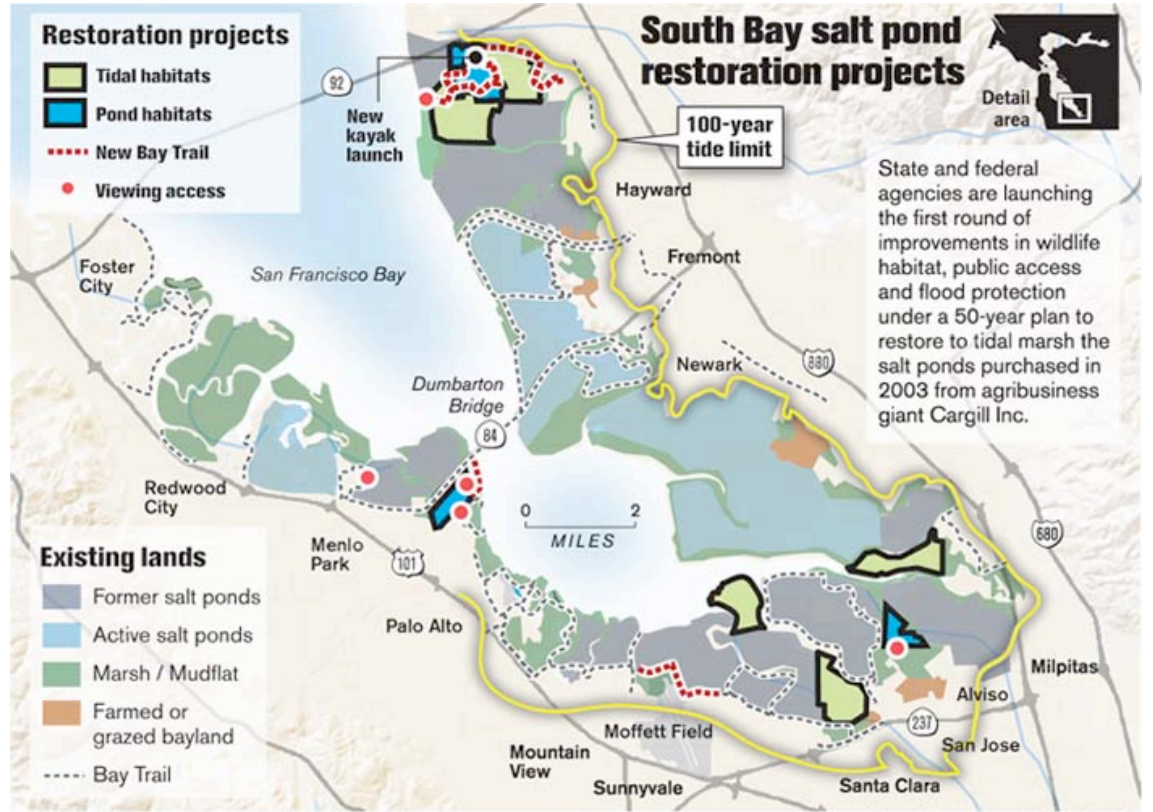 South Bay salt pond
restoration projects
Restoration projects
Tidal habitats
Pond habitats
New Bay Trail
Viewing access
92
New
kayak
launch
100-year
tide limit
Detail
area
State and federal
agencies are launching
the first round of
improvements in wildlife
habitat, public access
and flood protection
under a 50-year plan to
restore to tidal marsh the
salt ponds purchased in
2003 from agribusiness
giant Cargill Inc.
Hayward
Fremont
Foster
City
San Francisco Bay
Newark
880
Dumbarton
Bridge
84
Redwood
City
0 2
MILES
Menlo
Park
101
680
Palo Alto
Existing lands
Former salt ponds
Active salt ponds
Marsh / Mudflat
Farmed or
grazed bayland
Bay Trail
Milpitas
Alviso
237
Moffett Field
San Jose
Mountain
View
Sunnyvale
Santa Clara